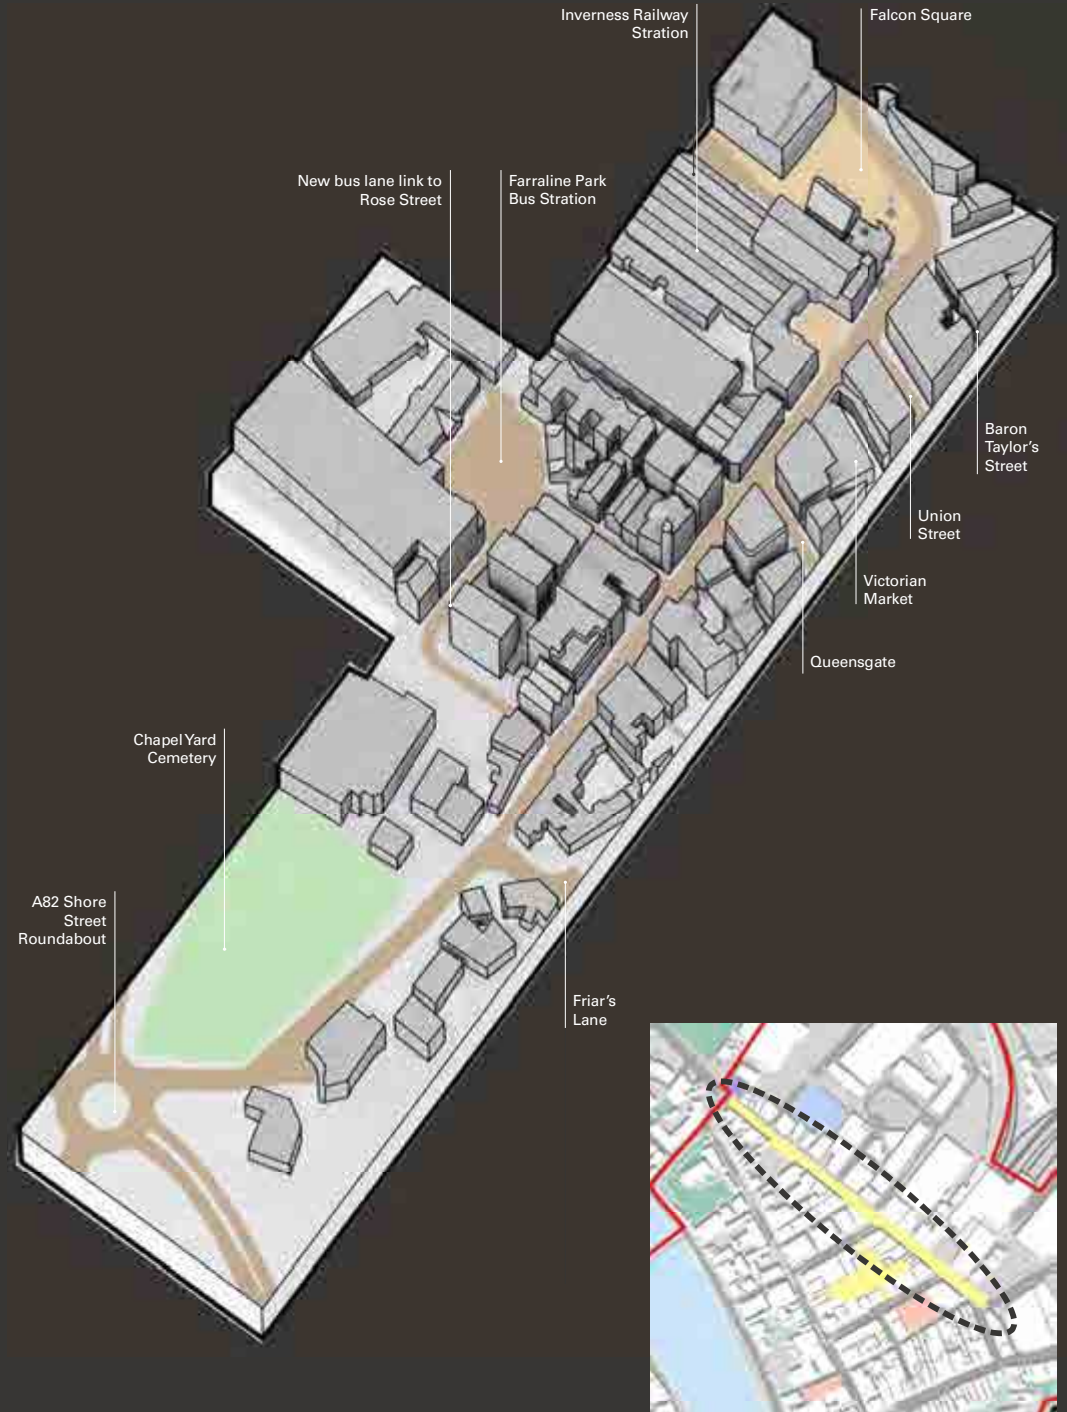 Inverness Railway
Stration
Falcon Square
New bus lane link to
Rose Street
Farraline Park
Bus Stration
Baron
Taylor's
Street
Union
Street
Victorian
Market
Queensgate
Chapel Yard
Cemetery
A82 Shore
Street
Roundabout
Friar's
Lane